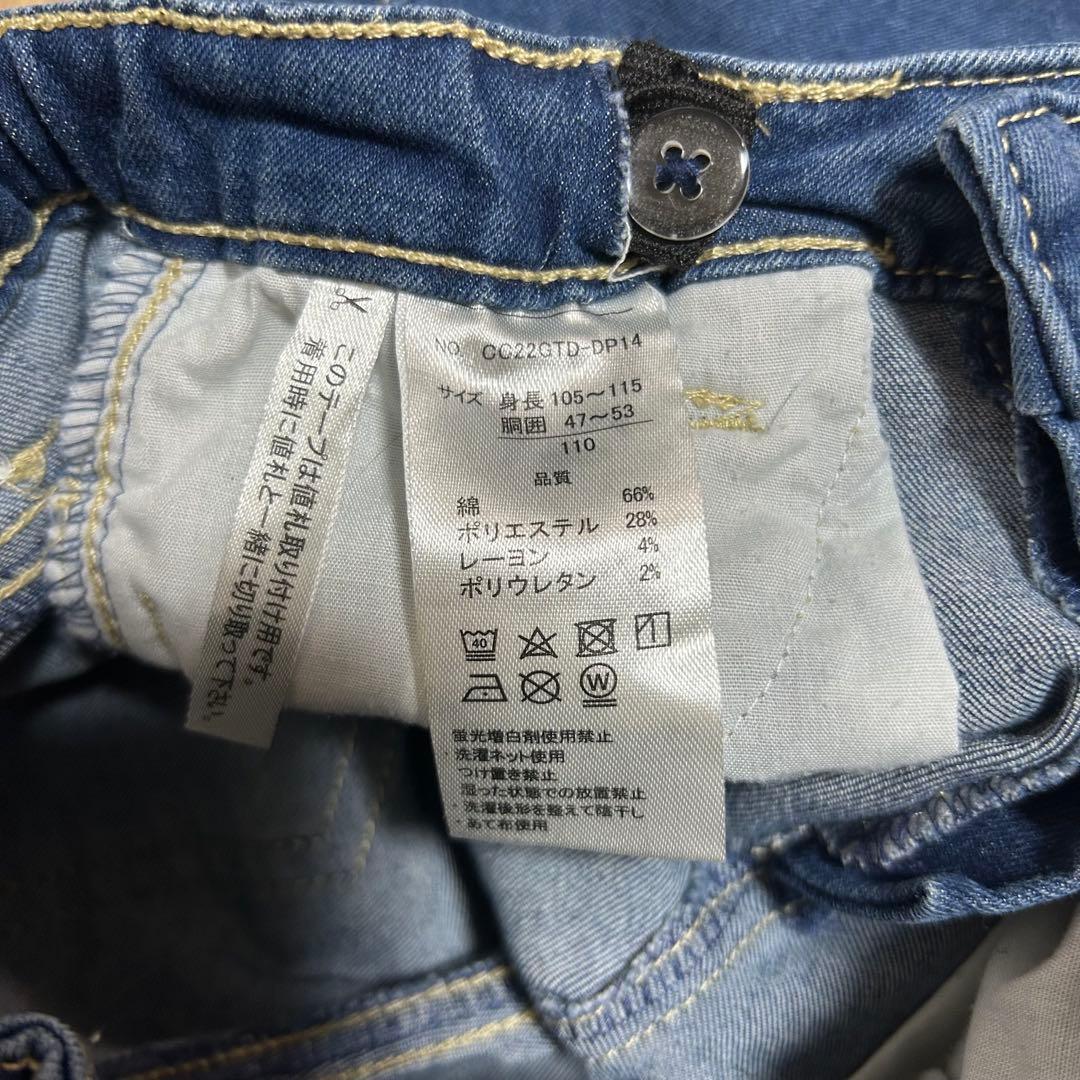 このテープは値札取り付け用です。
着用時に値札と一緒に切り取って下さい。
NO. CC22GTD-DP14
サイズ 身長 105～115
胴囲 47～53
110
品質
綿 66%
ポリエステル 28%
レーヨン 4%
ポリウレタン 2%
40
W
蛍光増白剤使用禁止
・洗濯ネット使用
つけ置き禁止
湿った状態での放置禁止
・洗濯後形を整えて陰干し
・あて布使用